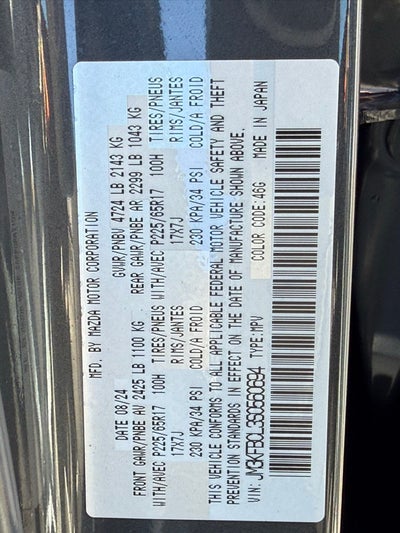 MFD. BY MAZDA MOTOR CORPORATION
DATE 08/24 GVWR/PNBV 4724 LB 2143 KG
FRONT GAWR/PNBE AV 2425 LB 1100 KG REAR GAWR/PNBE AR 2299 LB 1043 KG
WITH/AVEC P225/65R17 100H TIRES/PNEUS WITH/AVEC P225/65R17 100H TIRES/PNEUS
17X7J RIMS/JANTES 17X7J RIMS/JANTES
230 KPA/34 PSI COLD/A FROID 230 KPA/34 PSI COLD/A FROID
THIS VEHICLE CONFORMS TO ALL APPLICABLE FEDERAL MOTOR VEHICLE SAFETY AND THEFT
PREVENTION STANDARDS IN EFFECT ON THE DATE OF MANUFACTURE SHOWN ABOVE.
VIN: JM3KFBCL3S0560694 TYPE:MPV COLOR CODE:46G MADE IN JAPAN